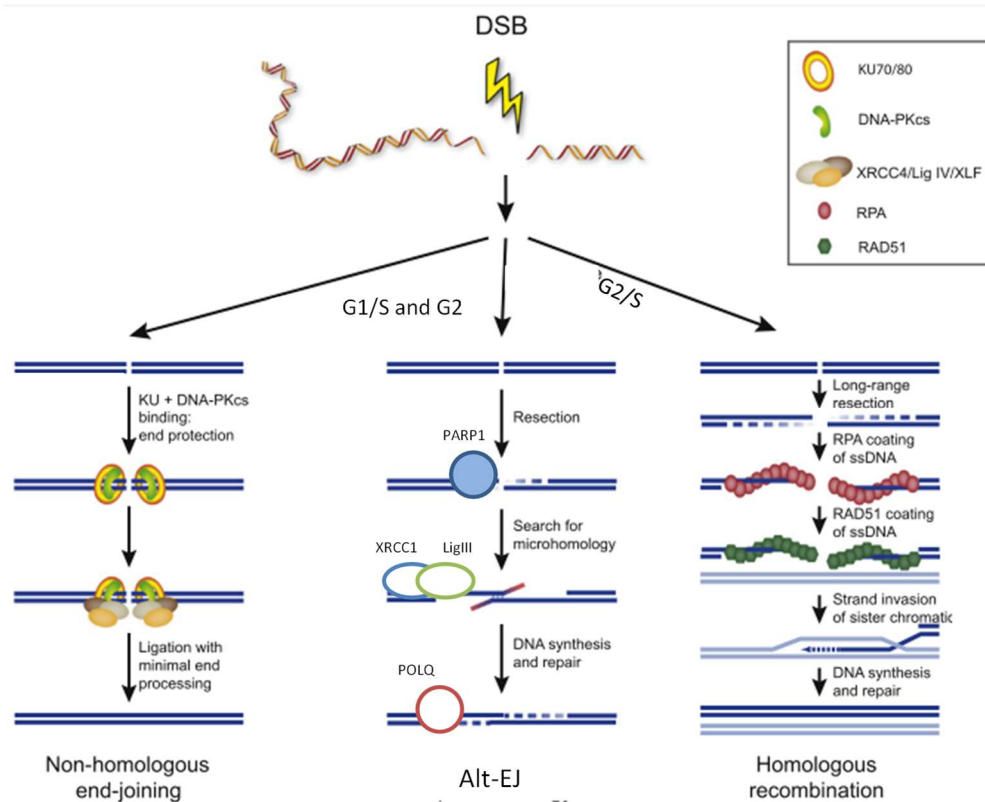 DSB
KU70/80
DNA-PKcs
XRCC4/Lig IV/XLF
RPA
RAD51
G1/S and G2
G2/S
KU + DNA-PKcs
binding:
end protection
Ligation with
minimal end
processing
Non-homologous
end-joining
Resection
PARP1
Search for
microhomology
XRCC1
LigIII
DNA synthesis
and repair
POLQ
Alt-EJ
Long-range
resection
RPA coating
of ssDNA
RAD51 coating
of ssDNA
Strand invasion
of sister chromatic
DNA synthesis
and repair
Homologous
recombination